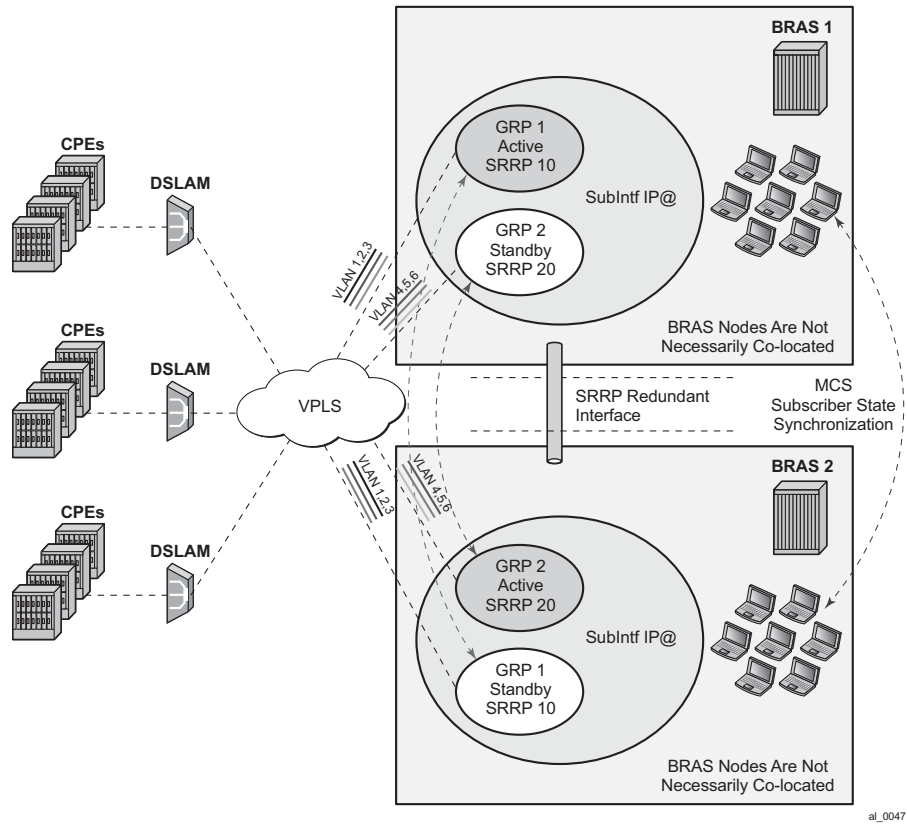 BRAS 1
GRP 1
Active
SRRP 10
SubIntf IP@
GRP 2
Standby
SRRP 20
BRAS Nodes Are Not
Necessarily Co-located
CPEs
DSLAM
VLAN 1,2,3
VLAN 4,5,6
CPEs
DSLAM
VPLS
SRRP Redundant
Interface
MCS
Subscriber State
Synchronization
VLAN 1,2,3
VLAN 4,5,6
CPEs
DSLAM
BRAS 2
GRP 2
Active
SRRP 20
SubIntf IP@
GRP 1
Standby
SRRP 10
BRAS Nodes Are Not
Necessarily Co-located
al_0047